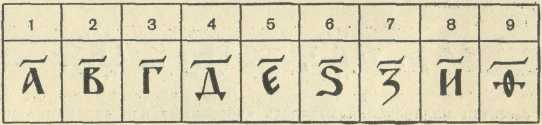 1 2 3 4 5 6 7 8 9
А҃ В҃ Г҃ Д҃ Є҃ Ѕ҃ З҃ И҃ Ѳ҃